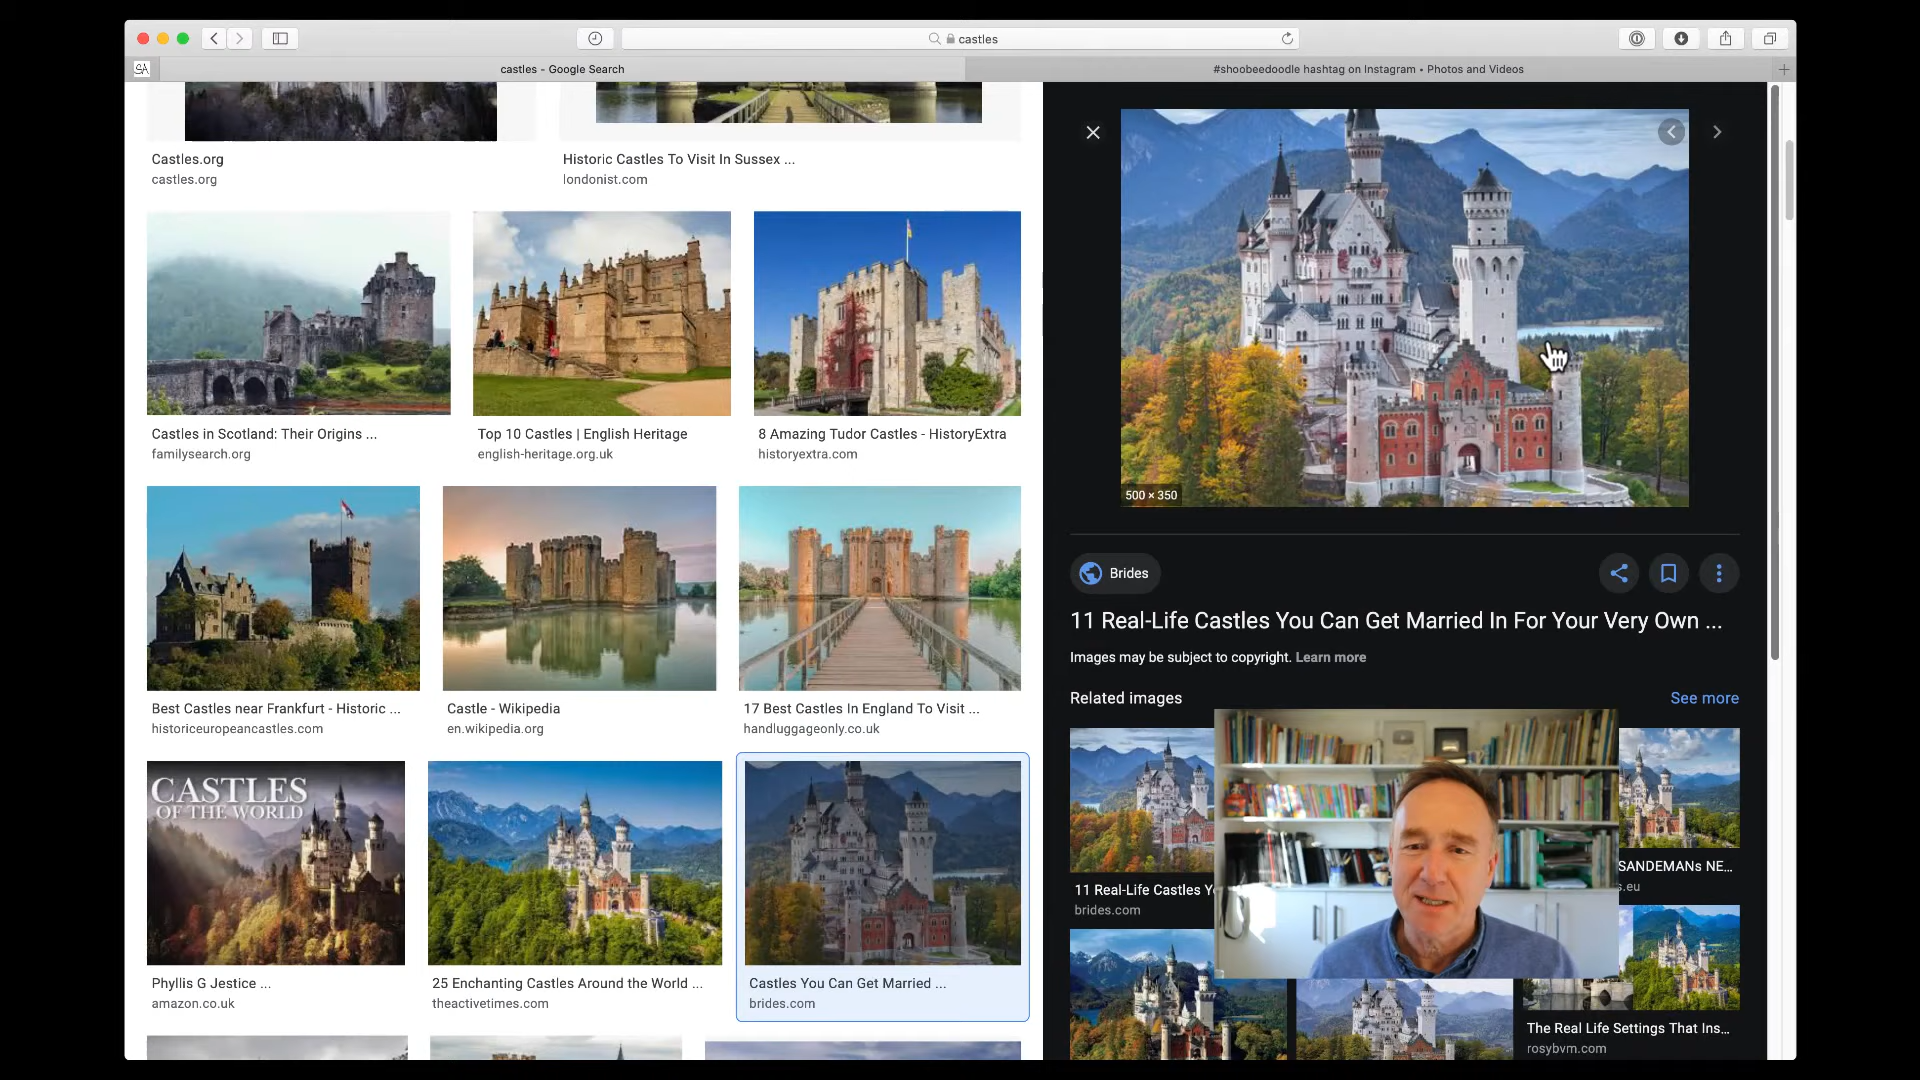 castles
SA
castles – Google Search
#shoobeedoodle hashtag on Instagram • Photos and Videos
Castles.org
castles.org
Historic Castles To Visit In Sussex ...
londonist.com
Castles in Scotland: Their Origins ...
familysearch.org
Top 10 Castles | English Heritage
english-heritage.org.uk
8 Amazing Tudor Castles - HistoryExtra
historyextra.com
Best Castles near Frankfurt - Historic ...
historiceuropeancastles.com
Castle - Wikipedia
en.wikipedia.org
17 Best Castles In England To Visit ...
handluggageonly.co.uk
CASTLES
OF THE WORLD
Phyllis G Jestice ...
amazon.co.uk
25 Enchanting Castles Around the World ...
theactivetimes.com
Castles You Can Get Married ...
brides.com
500 × 350
Brides
11 Real-Life Castles You Can Get Married In For Your Very Own ...
Images may be subject to copyright. Learn more
Related images
See more
11 Real-Life Castles Y
brides.com
SANDEMANs NE...
s.eu
The Real Life Settings That Ins...
rosybvm.com